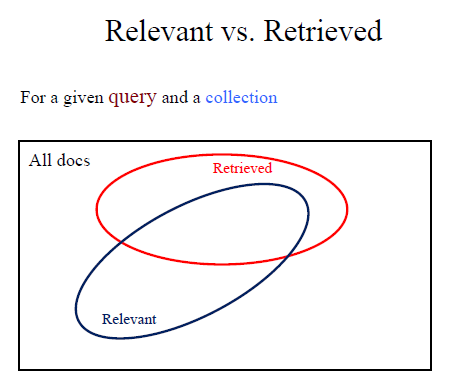 Relevant vs. Retrieved
For a given query and a collection
All docs
Retrieved
Relevant